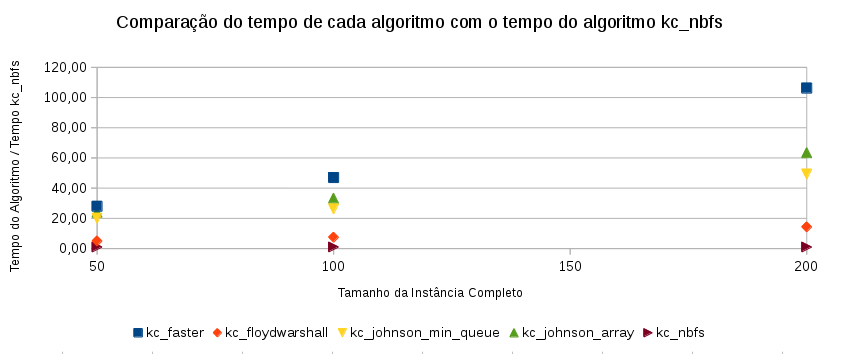 Comparação do tempo de cada algoritmo com o tempo do algoritmo kc_nbfs
Tempo do Algoritmo / Tempo kc_nbfs
120,00
100,00
80,00
60,00
40,00
20,00
0,00
50 100 150 200
Tamanho da Instância Completo
kc_faster kc_floydwarshall kc_johnson_min_queue kc_johnson_array kc_nbfs